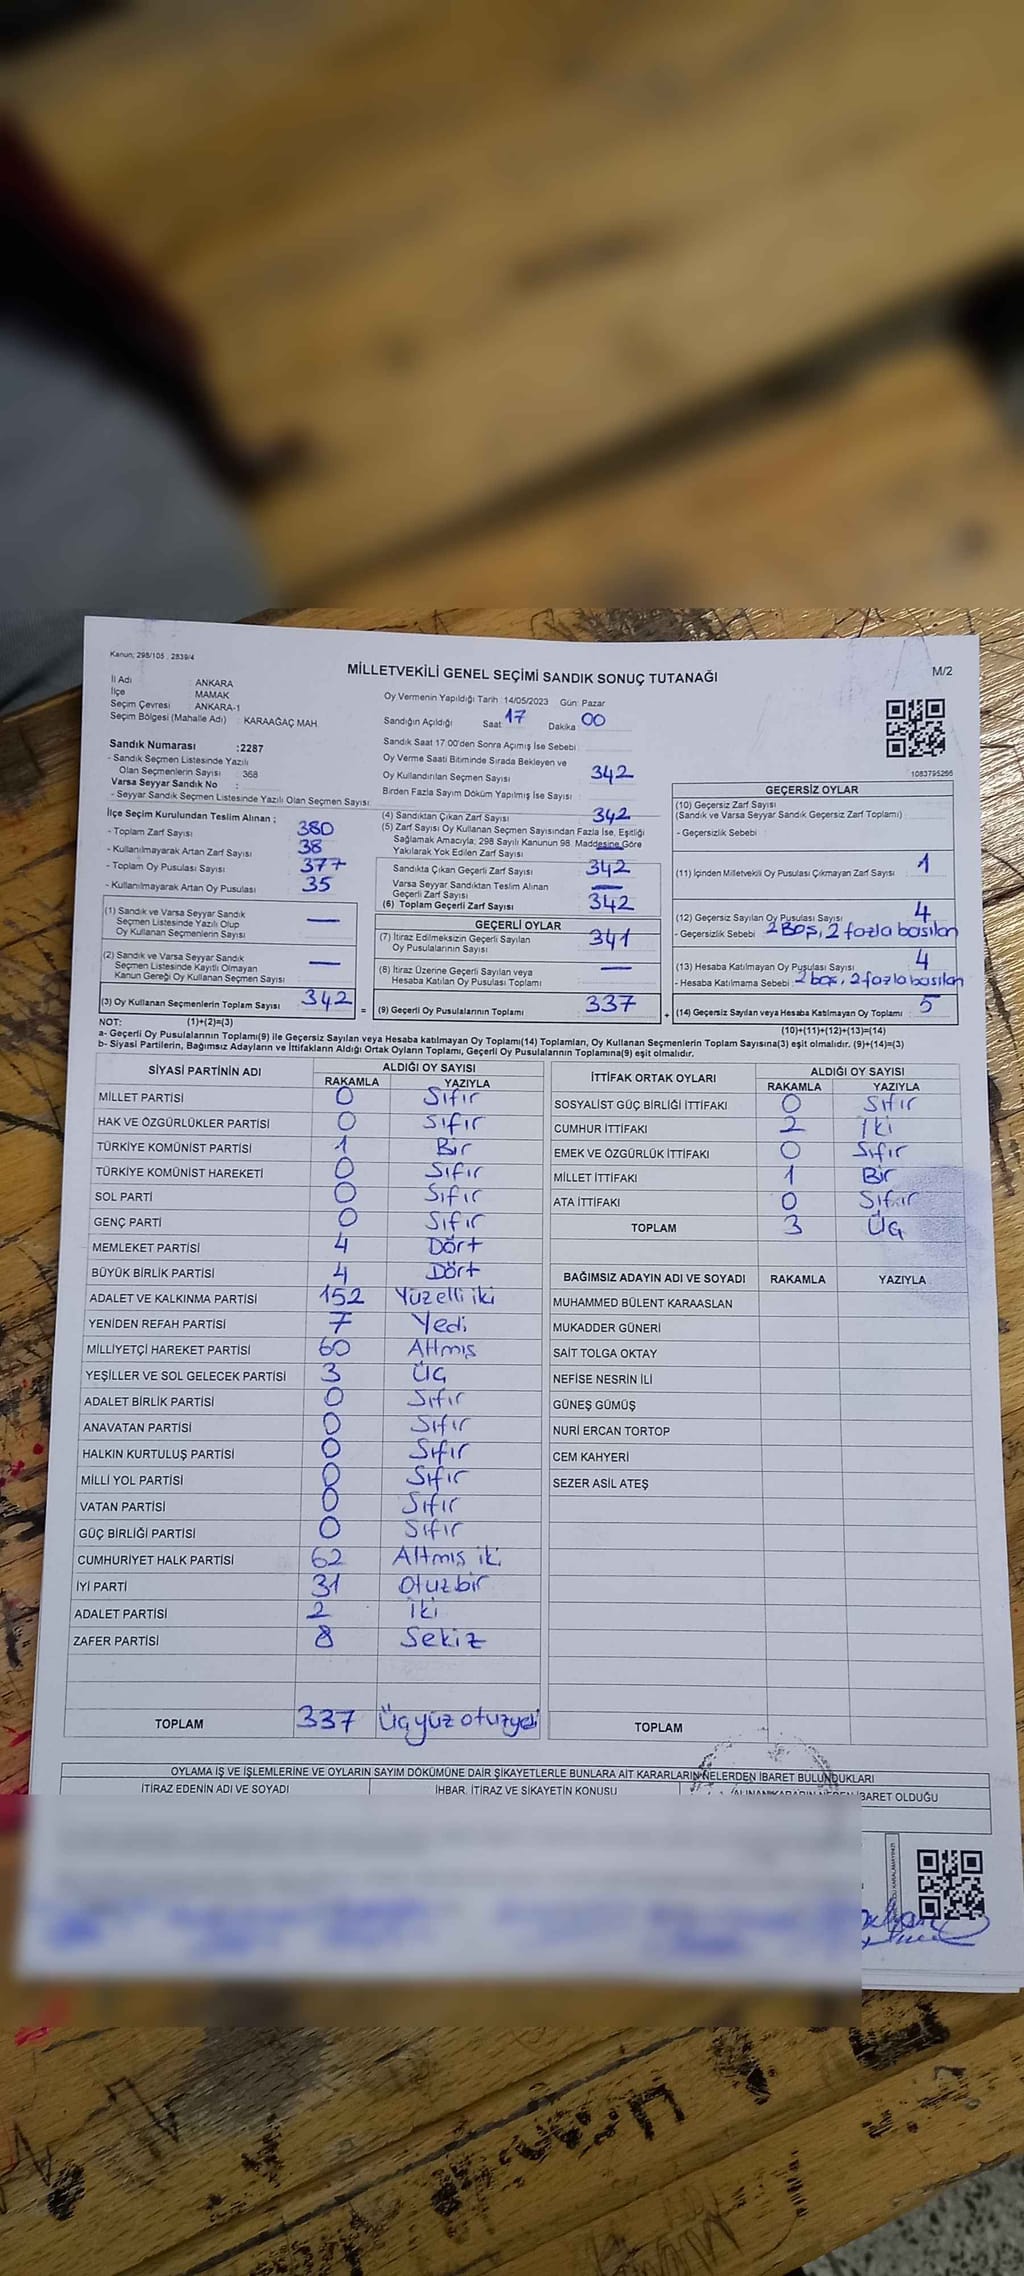 Kanun: 298/105 , 2839/4
MİLLETVEKİLİ GENEL SEÇİMİ SANDIK SONUÇ TUTANAĞI
M/2
İl Adı : ANKARA
İlçe : MAMAK
Seçim Çevresi : ANKARA-1
Seçim Bölgesi (Mahalle Adı) : KARAAĞAÇ MAH.
Oy Vermenin Yapıldığı Tarih : 14/05/2023 Gün: Pazar
Sandığın Açıldığı Saat 17 Dakika 00
Sandık Saat 17:00'den Sonra Açımış İse Sebebi :
Oy Verme Saati Bitiminde Sırada Bekleyen ve
Oy Kullandırılan Seçmen Sayısı 342
Birden Fazla Sayım Döküm Yapılmış İse Sayısı :
1083795256
Sandık Numarası :2287
- Sandık Seçmen Listesinde Yazılı
Olan Seçmenlerin Sayısı : 368
Varsa Seyyar Sandık No :
- Seyyar Sandık Seçmen Listesinde Yazılı Olan Seçmen Sayısı:
İlçe Seçim Kurulundan Teslim Alınan :
- Toplam Zarf Sayısı 380
- Kullanılmayarak Artan Zarf Sayısı 38
- Toplam Oy Pusulası Sayısı 377
- Kullanılmayarak Artan Oy Pusulası 35
(4) Sandıktan Çıkan Zarf Sayısı 342
(5) Zarf Sayısı Oy Kullanan Seçmen Sayısından Fazla İse, Eşitliği
Sağlamak Amacıyla; 298 Sayılı Kanunun 98. Maddesine Göre
Yakılarak Yok Edilen Zarf Sayısı —
Sandıkta Çıkan Geçerli Zarf Sayısı 342
Varsa Seyyar Sandıktan Teslim Alınan
Geçerli Zarf Sayısı —
(6) Toplam Geçerli Zarf Sayısı 342
GEÇERSİZ OYLAR
(10) Geçersiz Zarf Sayısı
(Sandık ve Varsa Seyyar Sandık Geçersiz Zarf Toplamı)
- Geçersizlik Sebebi :
(11) İçinden Milletvekili Oy Pusulası Çıkmayan Zarf Sayısı 1
(12) Geçersiz Sayılan Oy Pusulası Sayısı 4
- Geçersizlik Sebebi 2 Boş, 2 fazla basılan
(13) Hesaba Katılmayan Oy Pusulası Sayısı 4
- Hesaba Katılmama Sebebi 2 boş, 2 fazla basılan
(14) Geçersiz Sayılan veya Hesaba Katılmayan Oy Toplamı 5
(10)+(11)+(12)+(13)=(14)
(1) Sandık ve Varsa Seyyar Sandık
Seçmen Listesinde Yazılı Olup
Oy Kullanan Seçmenlerin Sayısı —
(2) Sandık ve Varsa Seyyar Sandık
Seçmen Listesinde Kayıtlı Olmayan
Kanun Gereği Oy Kullanan Seçmen Sayısı —
(3) Oy Kullanan Seçmenlerin Toplam Sayısı 342 =
GEÇERLİ OYLAR
(7) İtiraz Edilmeksizin Geçerli Sayılan
Oy Pusulalarının Sayısı 341
(8) İtiraz Üzerine Geçerli Sayılan veya
Hesaba Katılan Oy Pusulası Toplamı —
(9) Geçerli Oy Pusulalarının Toplamı 337 +
NOT: (1)+(2)=(3)
a- Geçerli Oy Pusulalarının Toplamı(9) ile Geçersiz Sayılan veya Hesaba katılmayan Oy Toplamı(14) Toplamları, Oy Kullanan Seçmenlerin Toplam Sayısına(3) eşit olmalıdır. (9)+(14)=(3)
b- Siyasi Partilerin, Bağımsız Adayların ve İttifakların Aldığı Ortak Oyların Toplamı, Geçerli Oy Pusulalarının Toplamına(9) eşit olmalıdır.
SİYASİ PARTİNİN ADI ALDIĞI OY SAYISI
RAKAMLA YAZIYLA
MİLLET PARTİSİ 0 Sıfır
HAK VE ÖZGÜRLÜKLER PARTİSİ 0 Sıfır
TÜRKİYE KOMÜNİST PARTİSİ 1 Bir
TÜRKİYE KOMÜNİST HAREKETİ 0 Sıfır
SOL PARTİ 0 Sıfır
GENÇ PARTİ 0 Sıfır
MEMLEKET PARTİSİ 4 Dört
BÜYÜK BİRLİK PARTİSİ 4 Dört
ADALET VE KALKINMA PARTİSİ 152 Yüzelli iki
YENİDEN REFAH PARTİSİ 7 Yedi
MİLLİYETÇİ HAREKET PARTİSİ 60 Altmış
YEŞİLLER VE SOL GELECEK PARTİSİ 3 Üç
ADALET BİRLİK PARTİSİ 0 Sıfır
ANAVATAN PARTİSİ 0 Sıfır
HALKIN KURTULUŞ PARTİSİ 0 Sıfır
MİLLİ YOL PARTİSİ 0 Sıfır
VATAN PARTİSİ 0 Sıfır
GÜÇ BİRLİĞİ PARTİSİ 0 Sıfır
CUMHURİYET HALK PARTİSİ 62 Altmış iki
İYİ PARTİ 31 Otuzbir
ADALET PARTİSİ 2 İki
ZAFER PARTİSİ 8 Sekiz
TOPLAM 337 Üçyüzotuzyedi
İTTİFAK ORTAK OYLARI ALDIĞI OY SAYISI
RAKAMLA YAZIYLA
SOSYALİST GÜÇ BİRLİĞİ İTTİFAKI 0 Sıfır
CUMHUR İTTİFAKI 2 İki
EMEK VE ÖZGÜRLÜK İTTİFAKI 0 Sıfır
MİLLET İTTİFAKI 1 Bir
ATA İTTİFAKI 0 Sıfır
TOPLAM 3 Üç
BAĞIMSIZ ADAYIN ADI VE SOYADI RAKAMLA YAZIYLA
MUHAMMED BÜLENT KARAASLAN
MUKADDER GÜNERİ
SAİT TOLGA OKTAY
NEFİSE NESRİN İLİ
GÜNEŞ GÜMÜŞ
NURİ ERCAN TORTOP
CEM KAHYERİ
SEZER ASİL ATEŞ
TOPLAM
OYLAMA İŞ VE İŞLEMLERİNE VE OYLARIN SAYIM DÖKÜMÜNE DAİR ŞİKAYETLERLE BUNLARA AİT KARARLARIN NELERDEN İBARET BULUNDUKLARI
İTİRAZ EDENİN ADI VE SOYADI İHBAR, İTİRAZ VE ŞİKAYETİN KONUSU ALINAN KARARIN NEDEN İBARET OLDUĞU